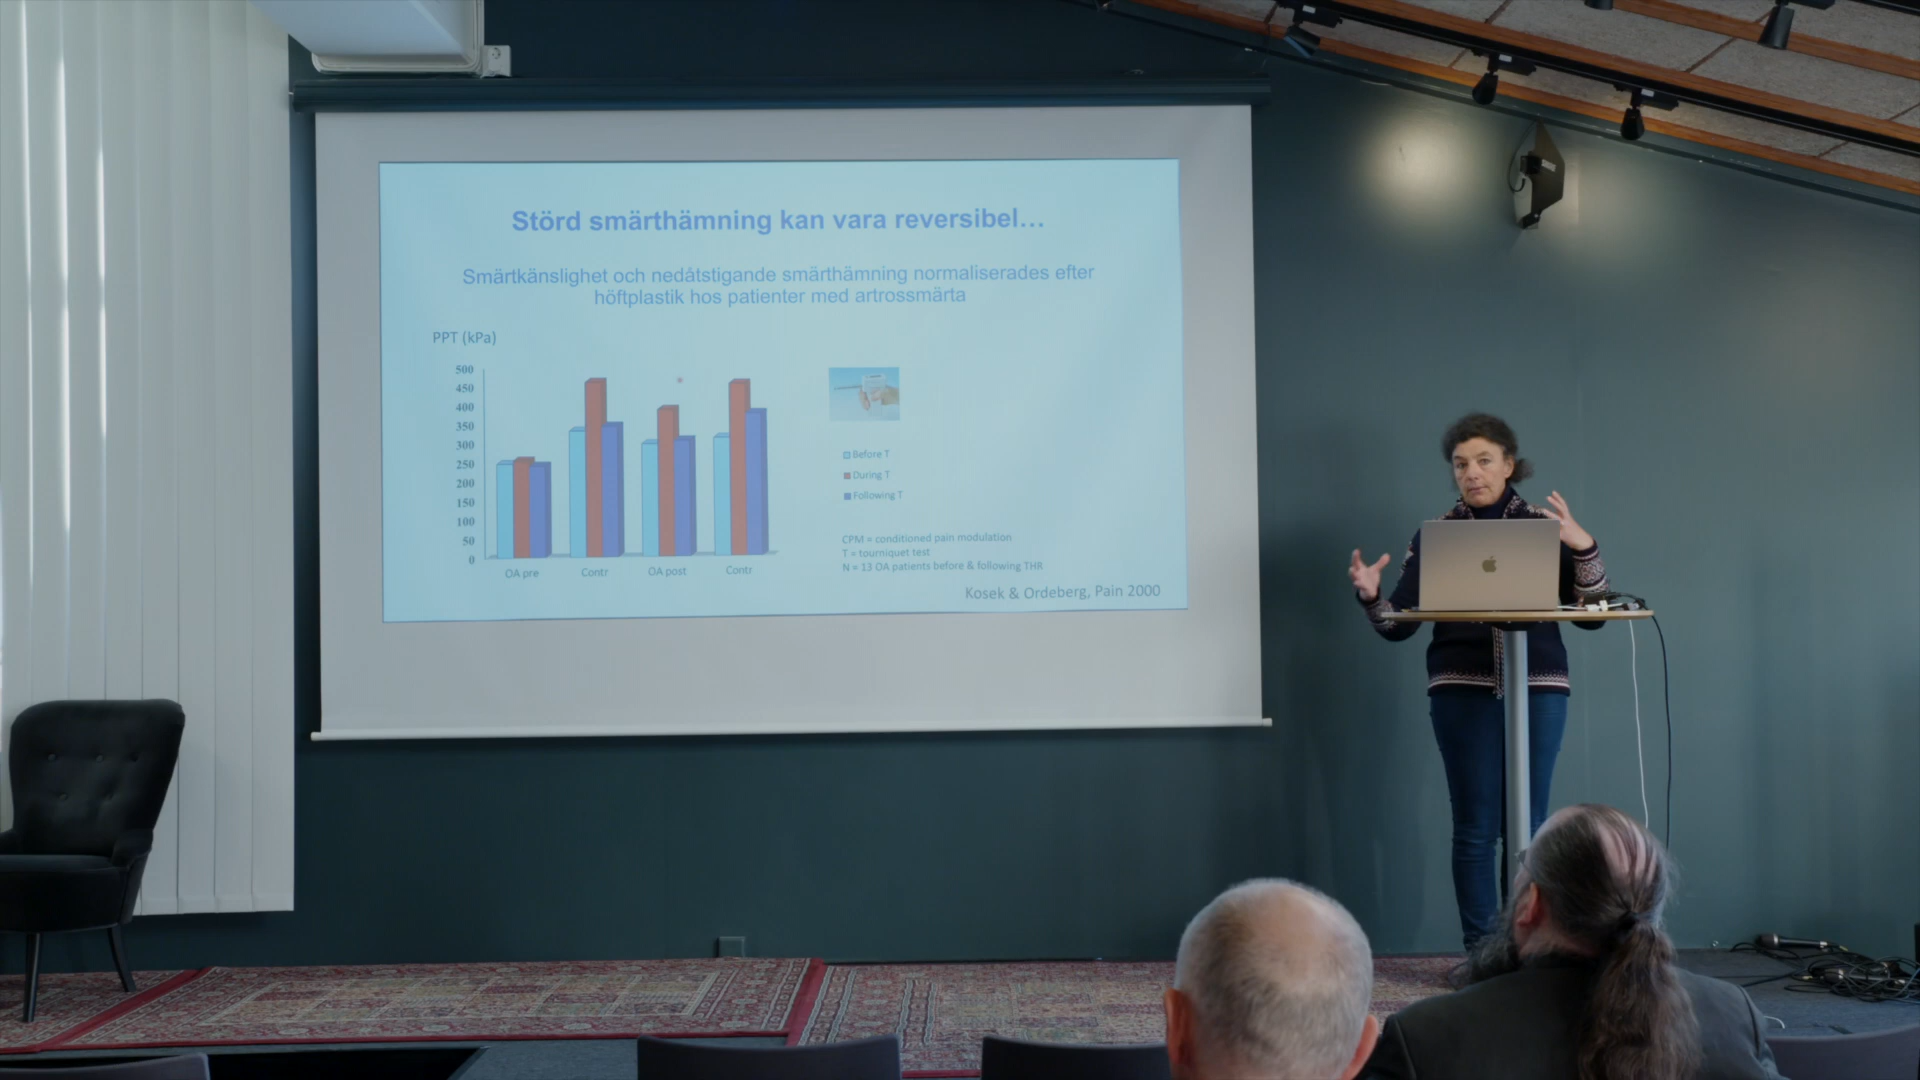 Störd smärthämning kan vara reversibel...
Smärtkänslighet och nedåtstigande smärthämning normaliserades efter
höftplastik hos patienter med artrossmärta
PPT (kPa)
500
450
400
350
300
250
200
150
100
50
0
OA pre
Contr
OA post
Contr
Before T
During T
Following T
CPM = conditioned pain modulation
T = tourniquet test
N = 13 OA patients before & following THR
Kosek & Ordeberg, Pain 2000